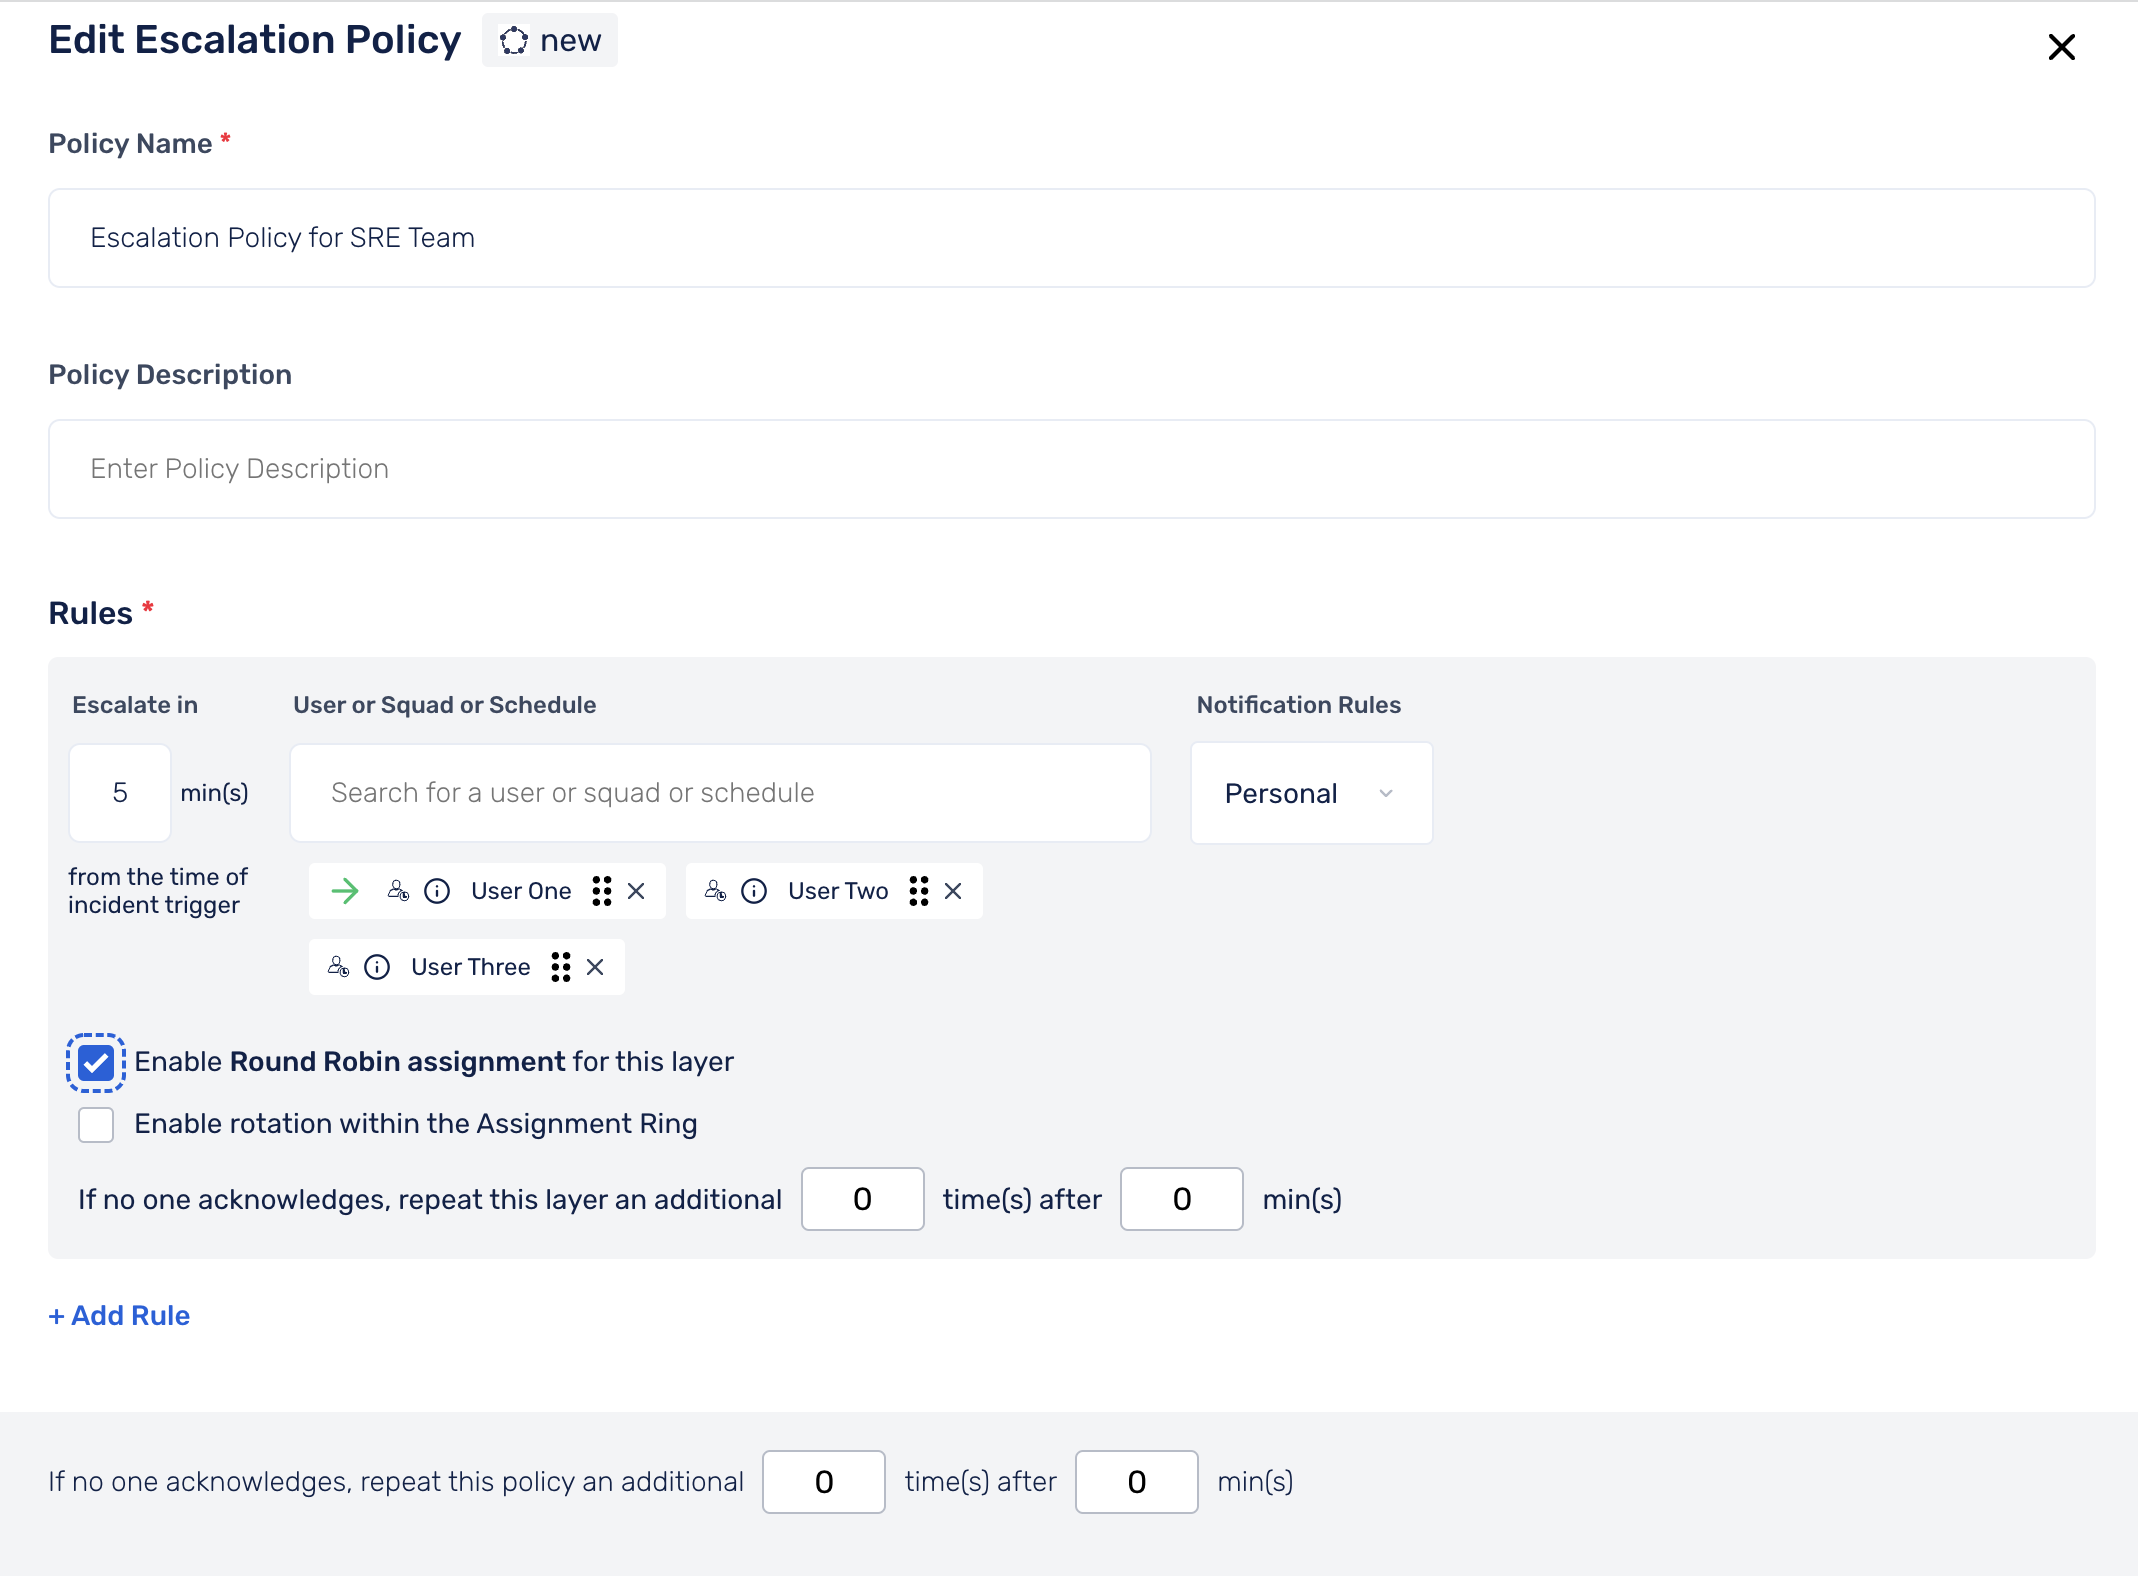 Edit Escalation Policy new
Policy Name *
Escalation Policy for SRE Team
Policy Description
Enter Policy Description
Rules *
Escalate in User or Squad or Schedule Notification Rules
5 min(s) Search for a user or squad or schedule Personal
from the time of
incident trigger
User One User Two
User Three
Enable Round Robin assignment for this layer
Enable rotation within the Assignment Ring
If no one acknowledges, repeat this layer an additional 0 time(s) after 0 min(s)
+ Add Rule
If no one acknowledges, repeat this policy an additional 0 time(s) after 0 min(s)